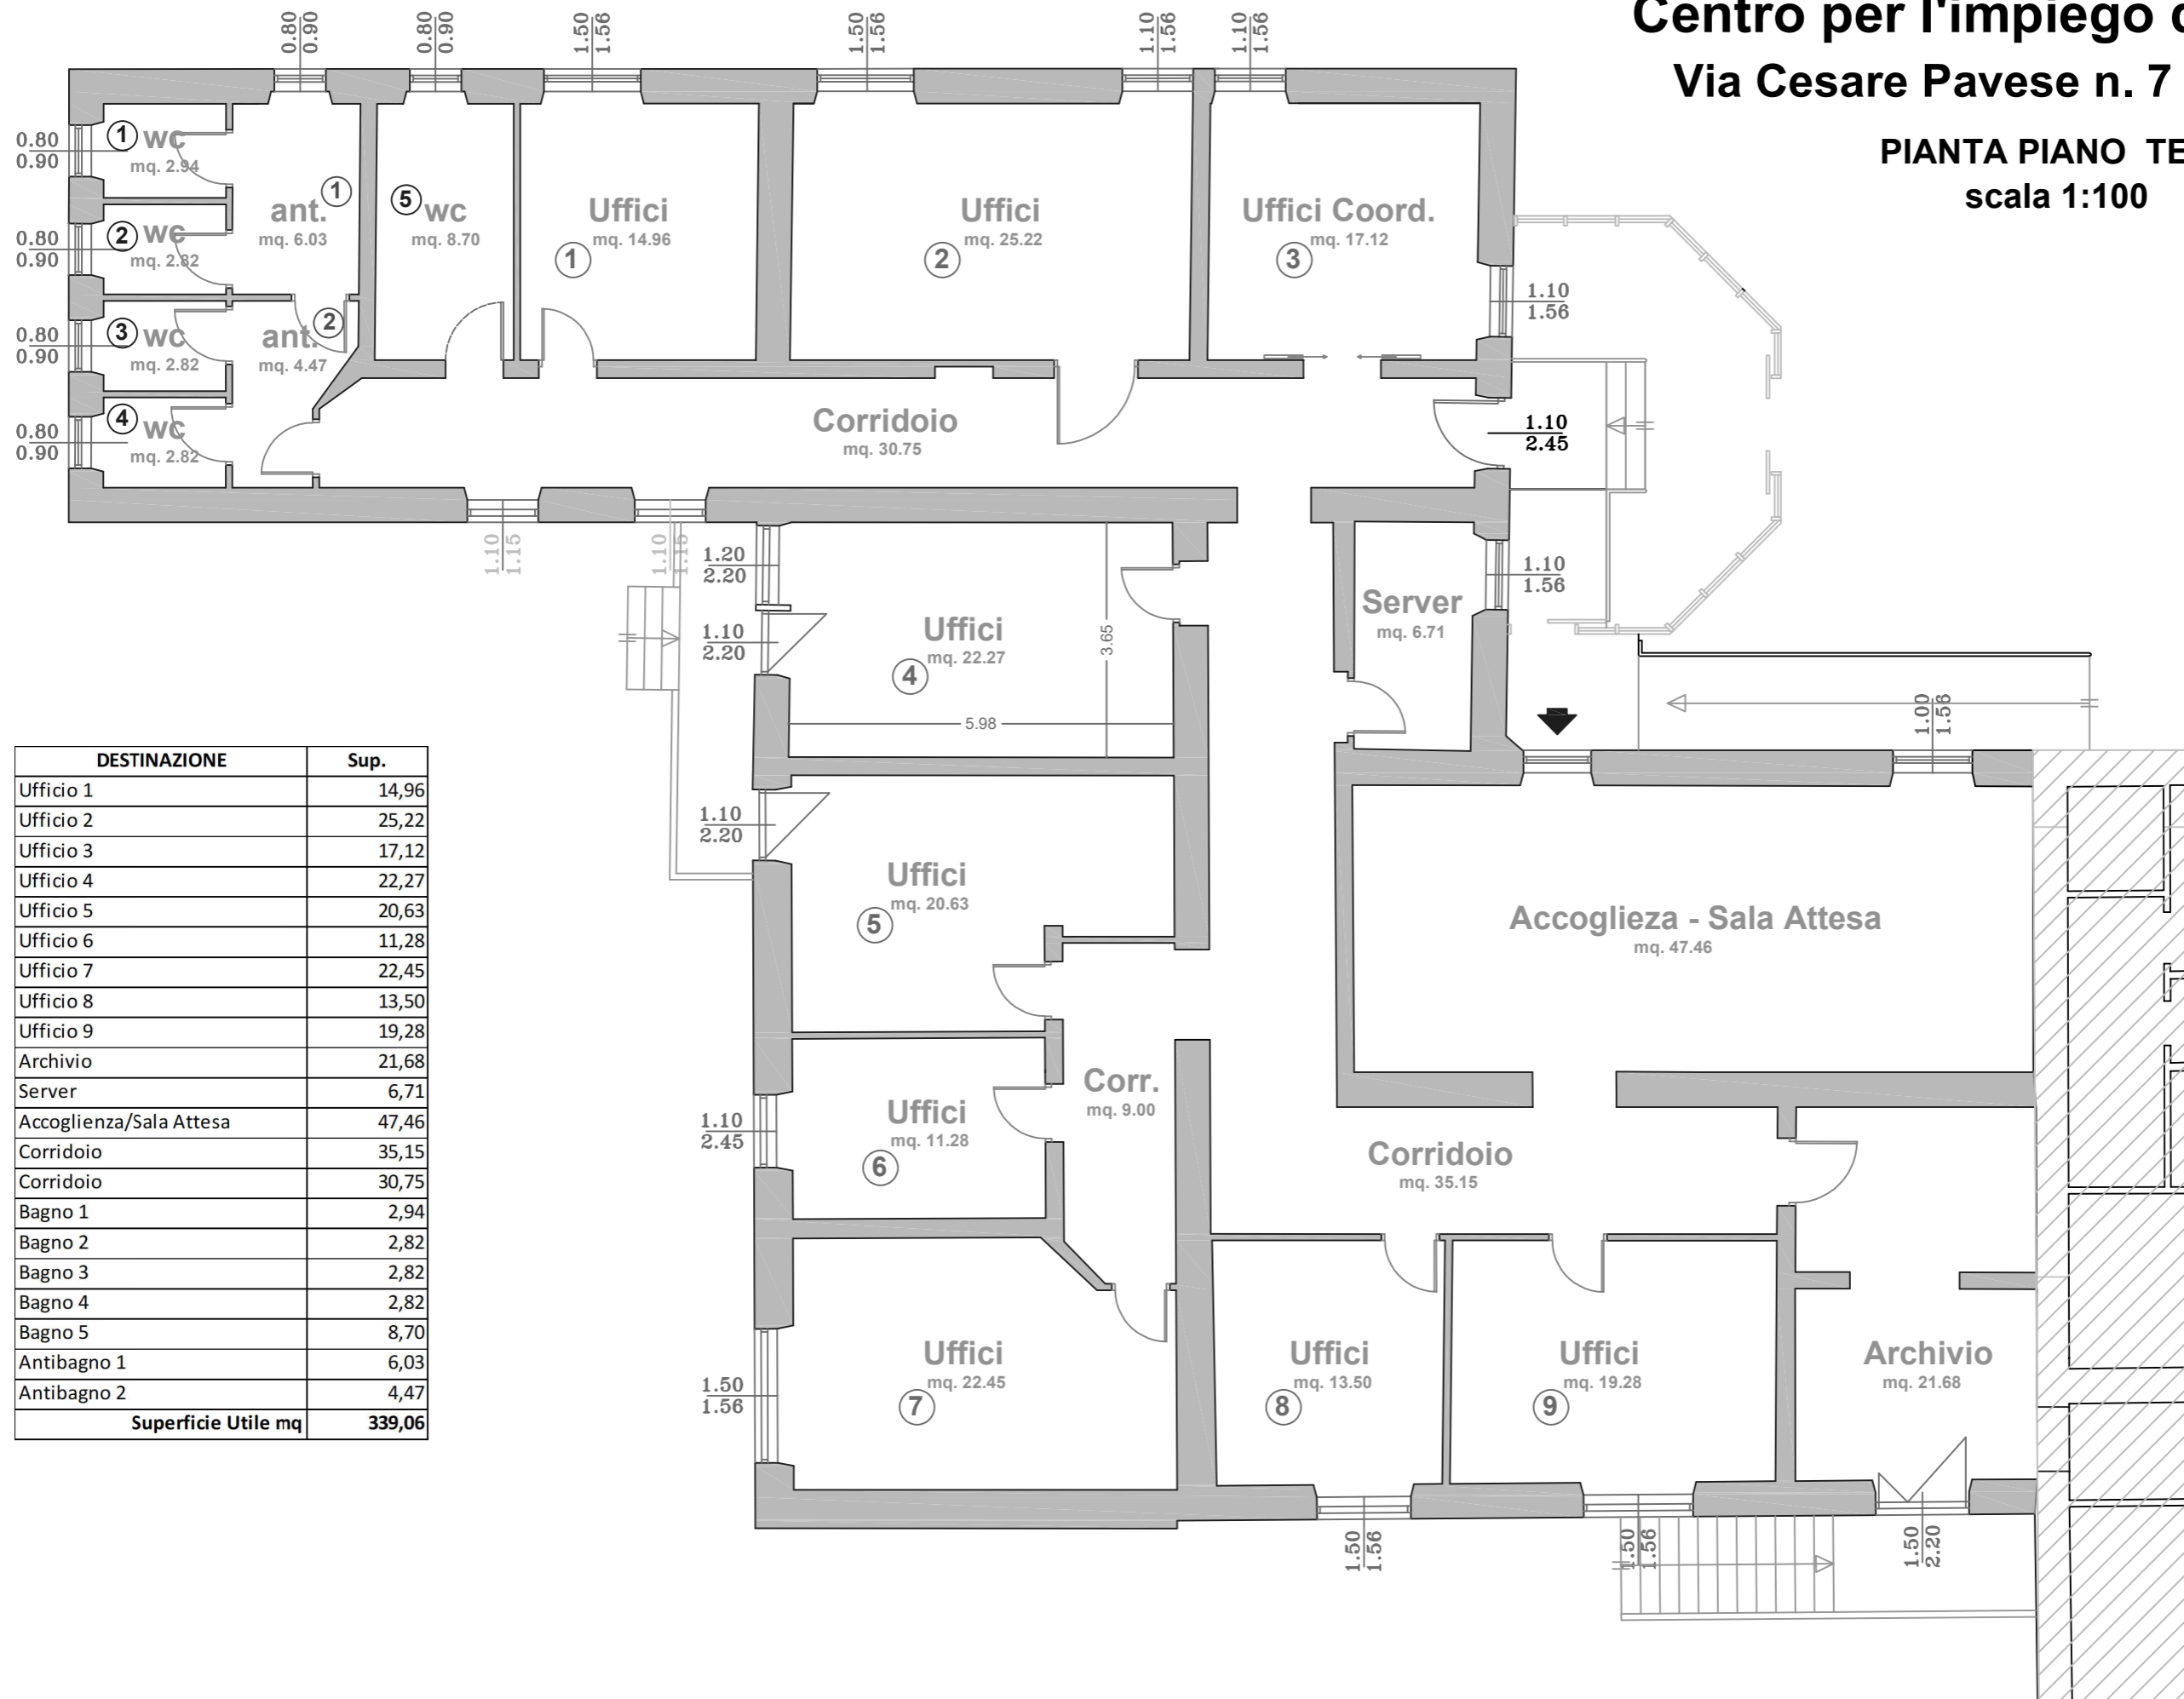 Centro per l'impiego
Via Cesare Pavese n. 7
PIANTA PIANO
scala 1:100
0.80
0.90
0.80
0.90
1.50
1.56
1.50
1.56
1.10
1.56
1.10
1.56
0.80
0.90
1 wc
mq. 2.94
0.80
0.90
2 wc
mq. 2.82
0.80
0.90
3 wc
mq. 2.82
0.80
0.90
4 wc
mq. 2.82
ant. 1
mq. 6.03
ant. 2
mq. 4.47
5 wc
mq. 8.70
Uffici
mq. 14.96
1
Uffici
mq. 25.22
2
Uffici Coord.
mq. 17.12
3
1.10
1.56
Corridoio
mq. 30.75
1.10
2.45
1.10
1.15
1.10
1.15
1.20
2.20
1.10
2.20
Uffici
mq. 22.27
4
3.65
5.98
Server
mq. 6.71
1.10
1.56
1.00
1.56
1.10
2.20
Uffici
mq. 20.63
5
Accoglieza - Sala Attesa
mq. 47.46
1.10
2.45
Uffici
mq. 11.28
6
Corr.
mq. 9.00
Corridoio
mq. 35.15
1.50
1.56
Uffici
mq. 22.45
7
Uffici
mq. 13.50
8
Uffici
mq. 19.28
9
Archivio
mq. 21.68
1.50
1.56
1.50
1.56
1.50
2.20
DESTINAZIONE Sup.
Ufficio 1 14,96
Ufficio 2 25,22
Ufficio 3 17,12
Ufficio 4 22,27
Ufficio 5 20,63
Ufficio 6 11,28
Ufficio 7 22,45
Ufficio 8 13,50
Ufficio 9 19,28
Archivio 21,68
Server 6,71
Accoglienza/Sala Attesa 47,46
Corridoio 35,15
Corridoio 30,75
Bagno 1 2,94
Bagno 2 2,82
Bagno 3 2,82
Bagno 4 2,82
Bagno 5 8,70
Antibagno 1 6,03
Antibagno 2 4,47
Superficie Utile mq 339,06